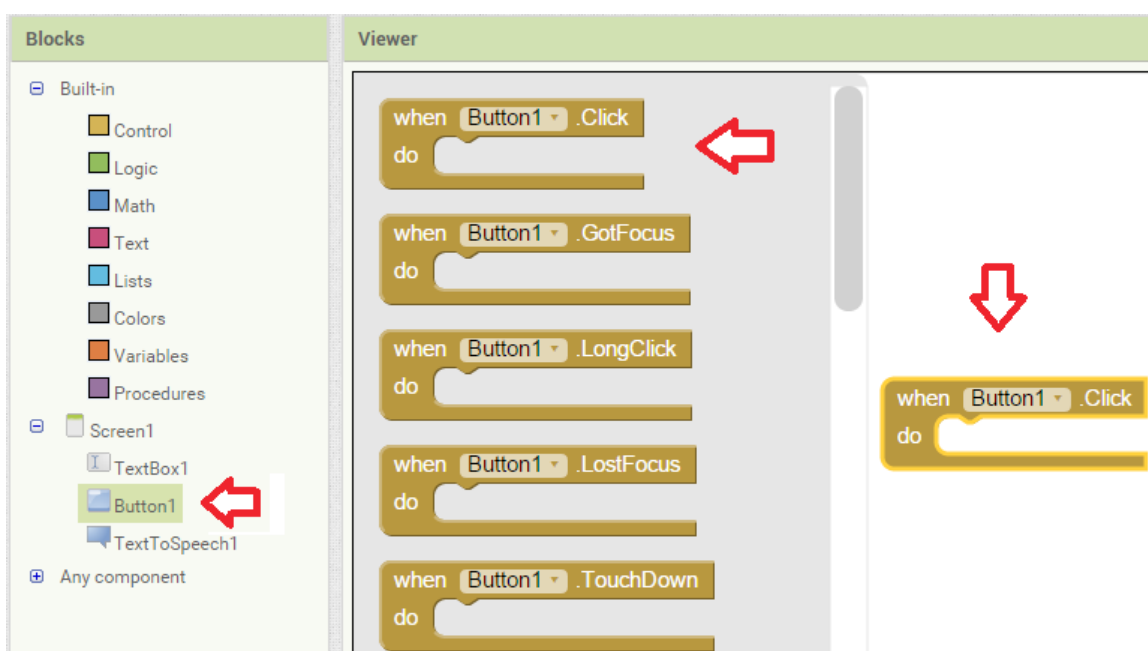 Blocks
Built-in
Control
Logic
Math
Text
Lists
Colors
Variables
Procedures
Screen1
TextBox1
Button1
TextToSpeech1
Any component
Viewer
when Button1 .Click
do
when Button1 .GotFocus
do
when Button1 .LongClick
do
when Button1 .LostFocus
do
when Button1 .TouchDown
do
when Button1 .Click
do